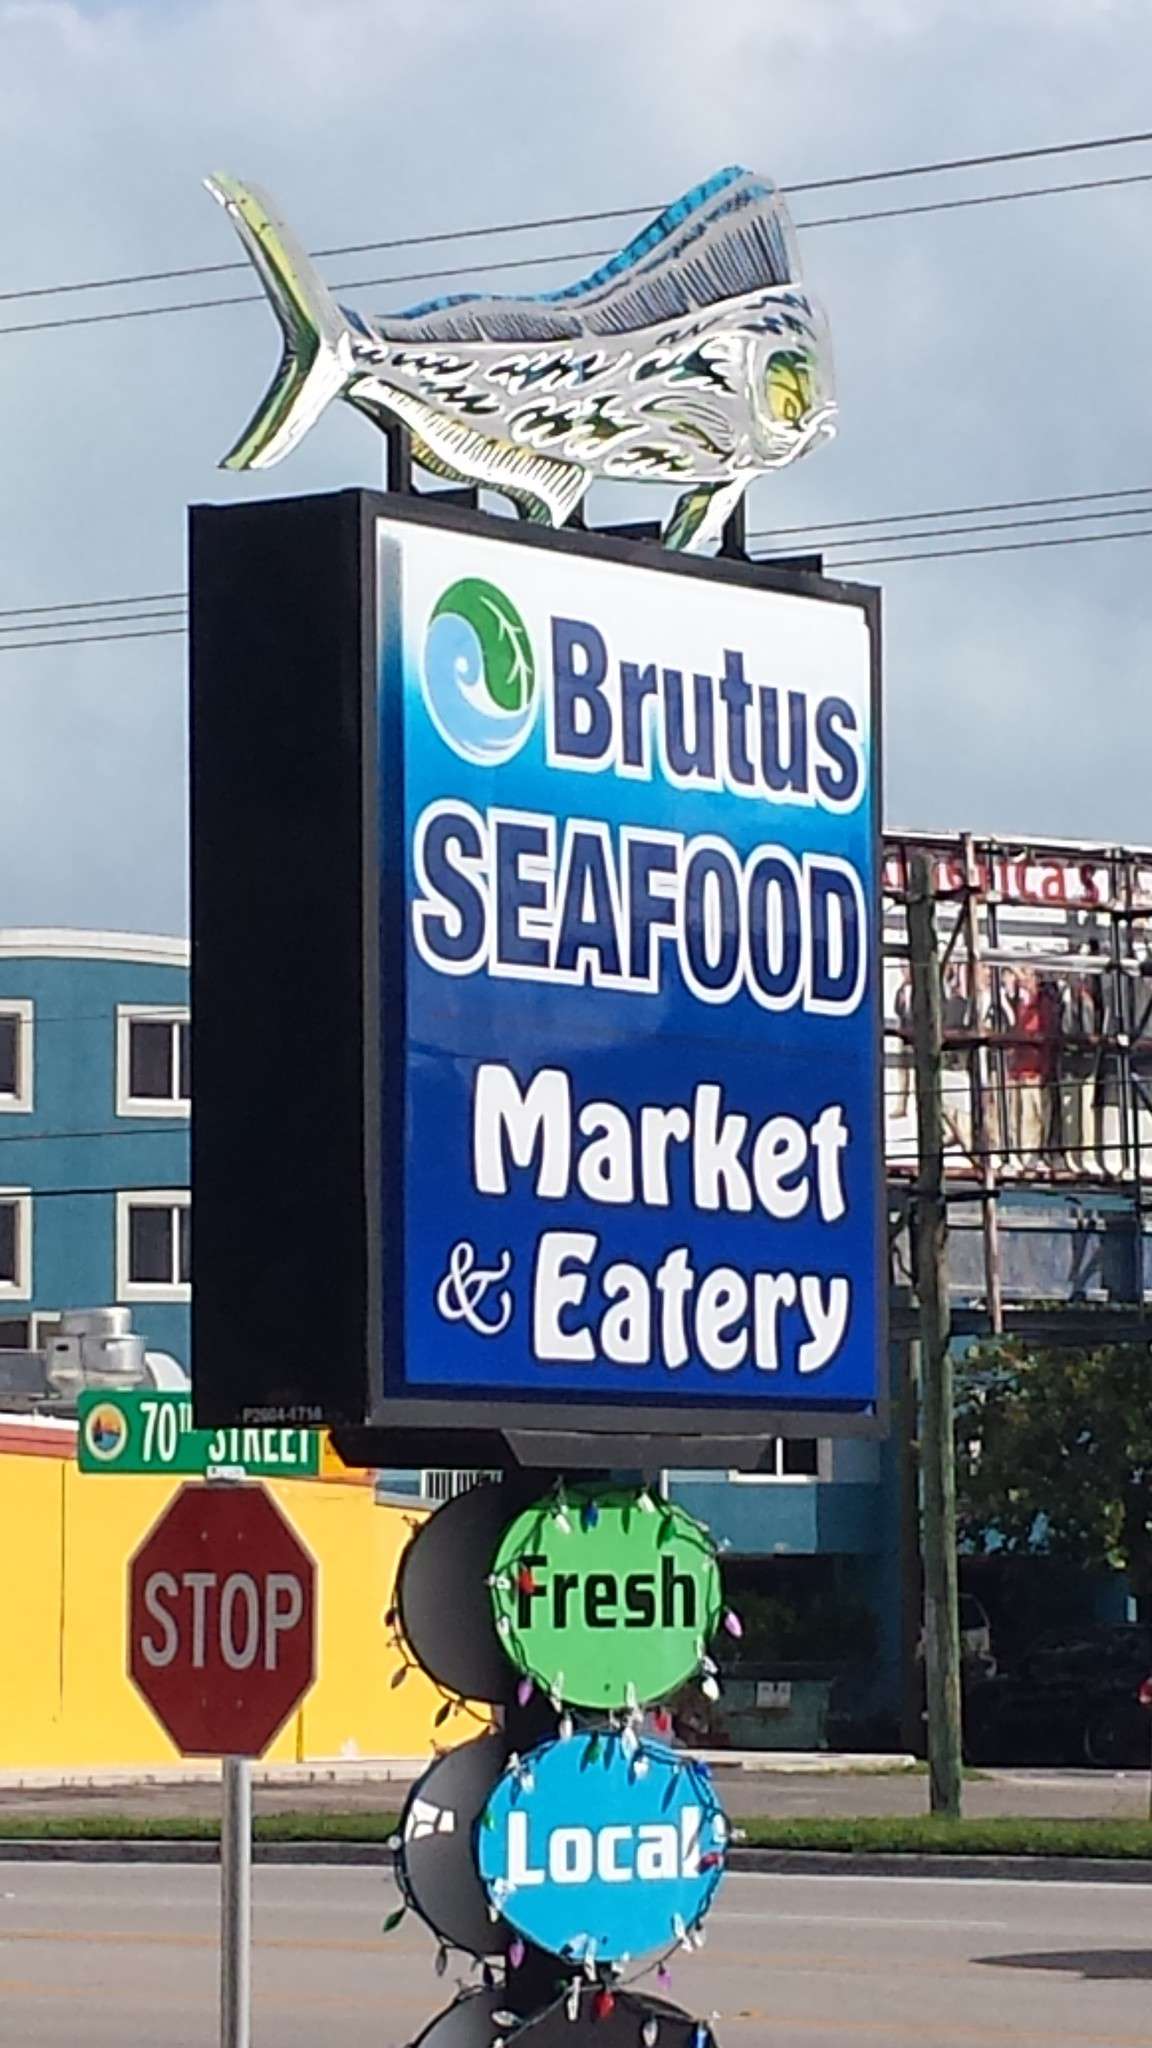 Brutus
SEAFOOD
Market
& Eatery
70TH STREET
STOP
Fresh
Local